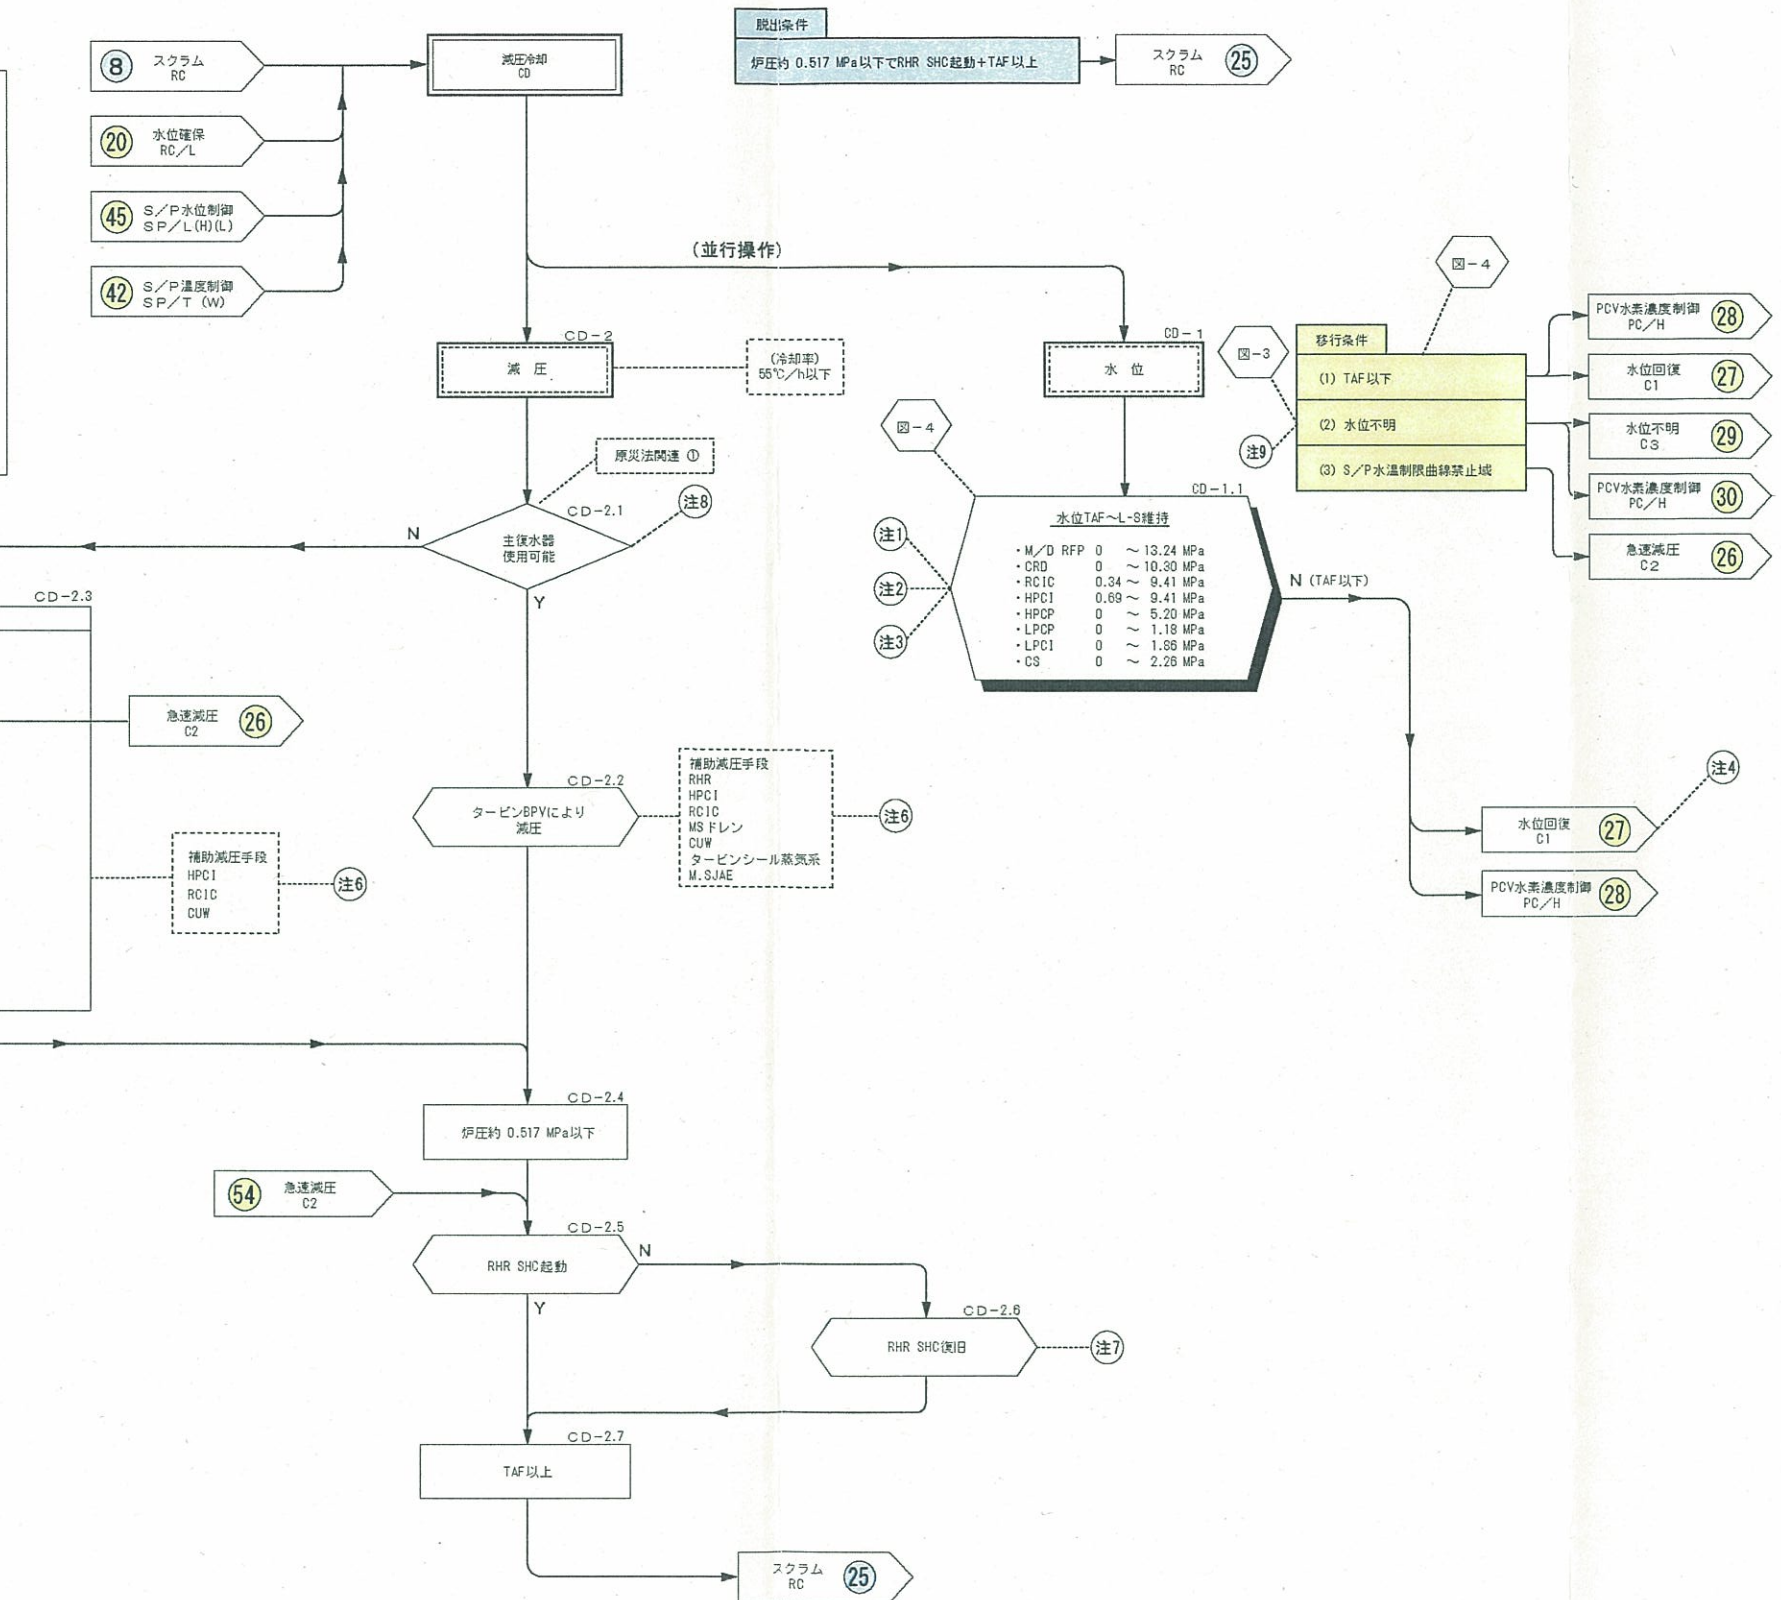 脱出条件
炉圧約 0.517 MPa以下でRHR SHC起動+TAF以上
スクラム
RC
25
8
スクラム
RC
減圧冷却
CD
20
水位確保
RC/L
45
S/P水位制御
SP/L(H)(L)
42
S/P温度制御
SP/T (W)
(並行操作)
CD-2
減 圧
(冷却率)
55℃/h以下
CD-1
水 位
図-3
図-4
移行条件
(1) TAF以下
(2) 水位不明
(3) S/P水温制限曲線禁止域
注9
PCV水素濃度制御
PC/H
28
水位回復
C1
27
水位不明
C3
29
PCV水素濃度制御
PC/H
30
急速減圧
C2
26
原災法関連 ①
CD-2.1
注8
主復水器
使用可能
N
Y
図-4
CD-1.1
水位TAF~L-S維持
・M/D RFP 0 ~ 13.24 MPa
・CRD 0 ~ 10.30 MPa
・RCIC 0.34 ~ 9.41 MPa
・HPCI 0.69 ~ 9.41 MPa
・HPCP 0 ~ 5.20 MPa
・LPCP 0 ~ 1.18 MPa
・LPCI 0 ~ 1.86 MPa
・CS 0 ~ 2.26 MPa
注1
注2
注3
N (TAF以下)
CD-2.3
急速減圧
C2
26
補助減圧手段
HPCI
RCIC
CUW
注6
CD-2.2
タービンBPVにより
減圧
補助減圧手段
RHR
HPCI
RCIC
MSドレン
CUW
タービンシール蒸気系
M.SJAE
注6
注4
水位回復
C1
27
PCV水素濃度制御
PC/H
28
CD-2.4
炉圧約 0.517 MPa以下
54
急速減圧
C2
CD-2.5
RHR SHC起動
N
Y
CD-2.6
RHR SHC復旧
注7
CD-2.7
TAF以上
スクラム
RC
25